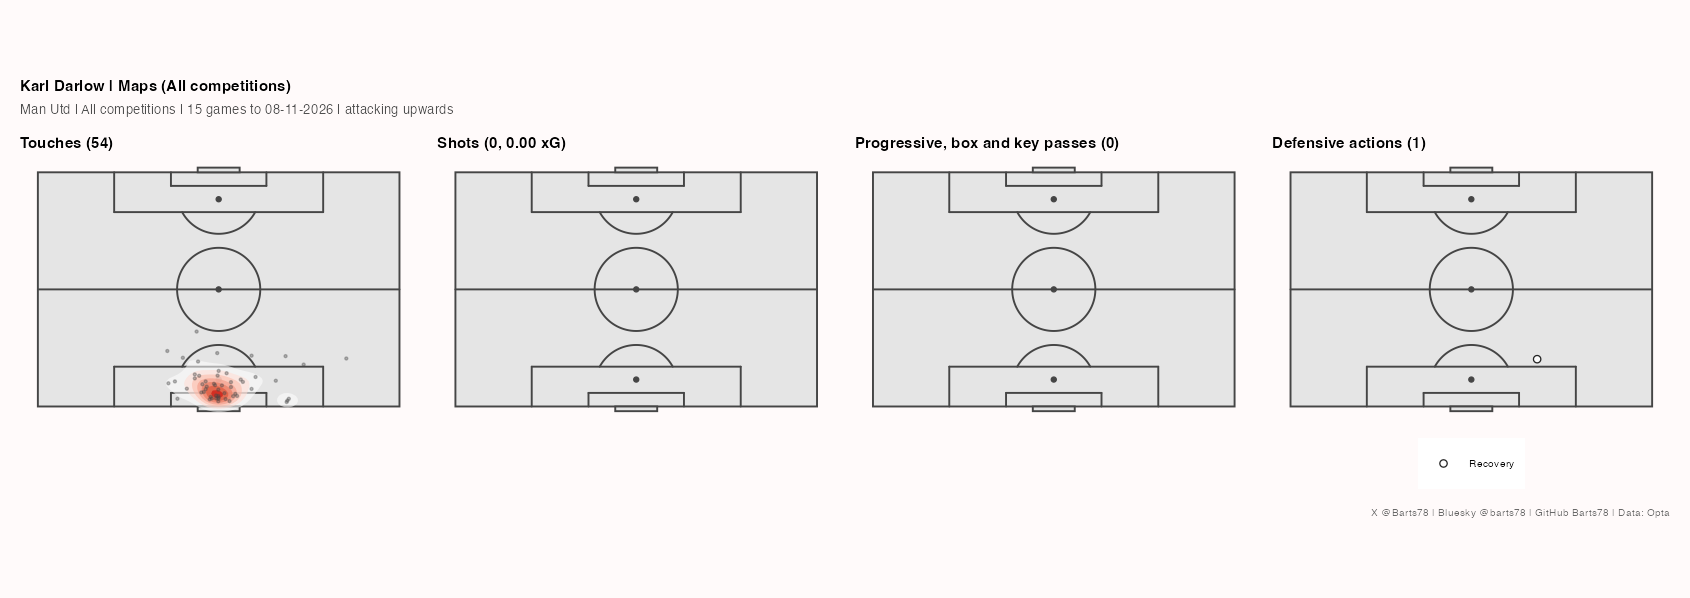 Karl Darlow | Maps (All competitions)
Man Utd | All competitions | 15 games to 08-11-2026 | attacking upwards
Touches (54)
Shots (0, 0.00 xG)
Progressive, box and key passes (0)
Defensive actions (1)
Recovery
X @Barts78 | Bluesky @barts78 | GitHub Barts78 | Data: Opta